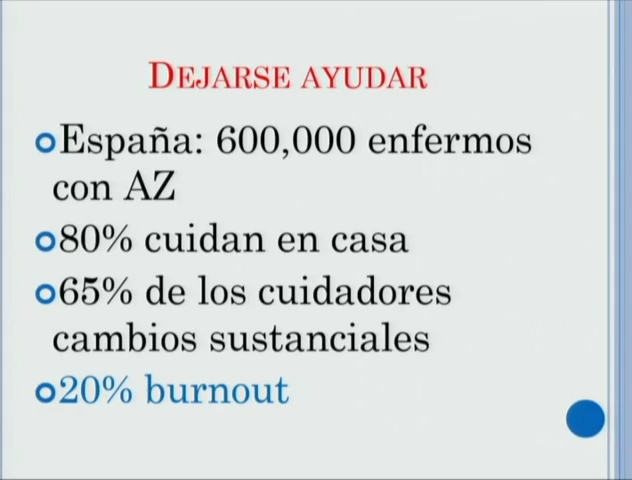 DEJARSE AYUDAR
España: 600,000 enfermos
con AZ
80% cuidan en casa
65% de los cuidadores
cambios sustanciales
20% burnout